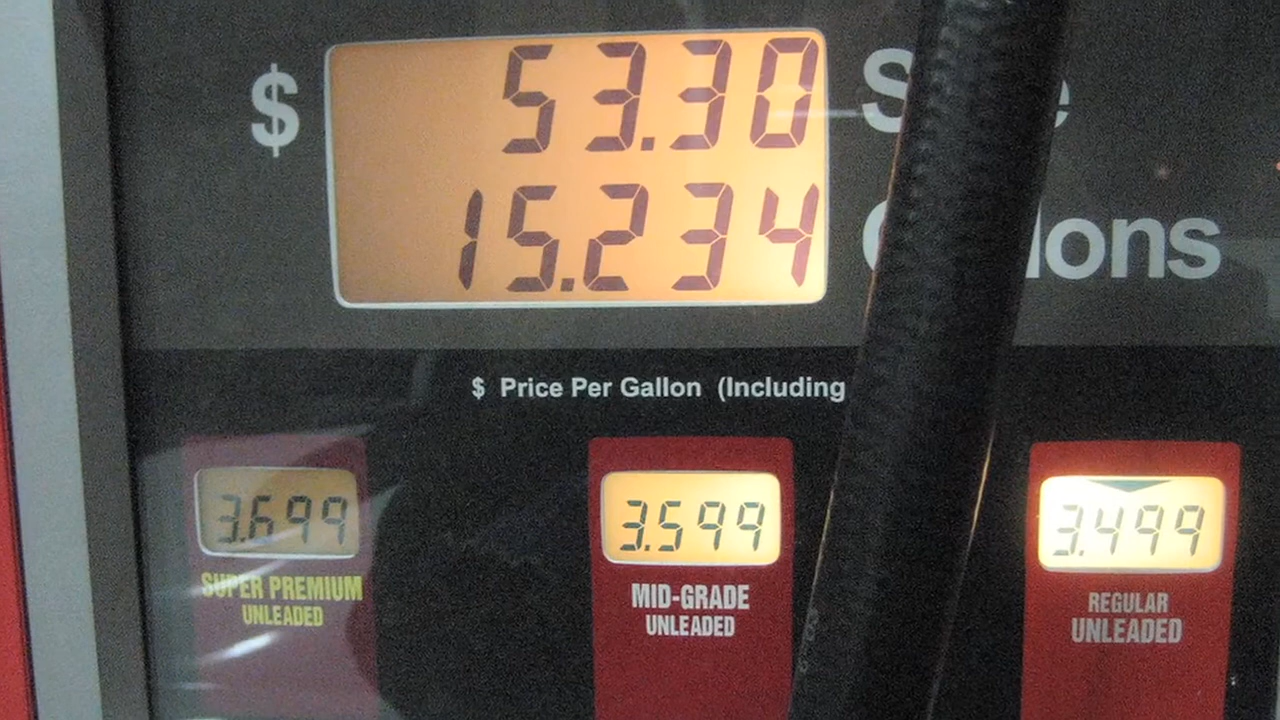 $ 53.30
15.234
$ Price Per Gallon (Including
3.699
SUPER PREMIUM
UNLEADED
3.599
MID-GRADE
UNLEADED
3.499
REGULAR
UNLEADED